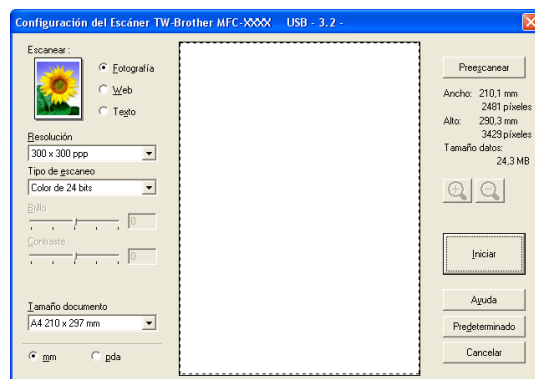 Configuración del Escáner TW-Brother MFC-XXXX USB - 3.2 -
Escanear:
Fotografía
Web
Texto
Resolución
300 x 300 ppp
Tipo de escaneo
Color de 24 bits
Brillo
0
Contraste
0
Tamaño documento
A4 210 x 297 mm
mm
pda
Preescanear
Ancho: 210,1 mm
2481 píxeles
Alto: 290,3 mm
3429 píxeles
Tamaño datos:
24,3 MB
Iniciar
Ayuda
Predeterminado
Cancelar